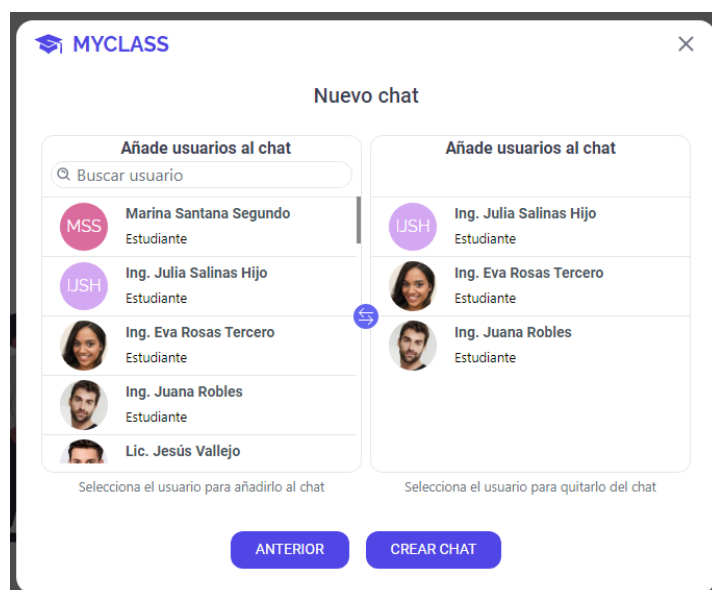 MYCLASS
Nuevo chat
Añade usuarios al chat
Buscar usuario
MSS
Marina Santana Segundo
Estudiante
IJSH
Ing. Julia Salinas Hijo
Estudiante
Ing. Eva Rosas Tercero
Estudiante
Ing. Juana Robles
Estudiante
Lic. Jesús Vallejo
Selecciona el usuario para añadirlo al chat
Añade usuarios al chat
IJSH
Ing. Julia Salinas Hijo
Estudiante
Ing. Eva Rosas Tercero
Estudiante
Ing. Juana Robles
Estudiante
Selecciona el usuario para quitarlo del chat
ANTERIOR
CREAR CHAT